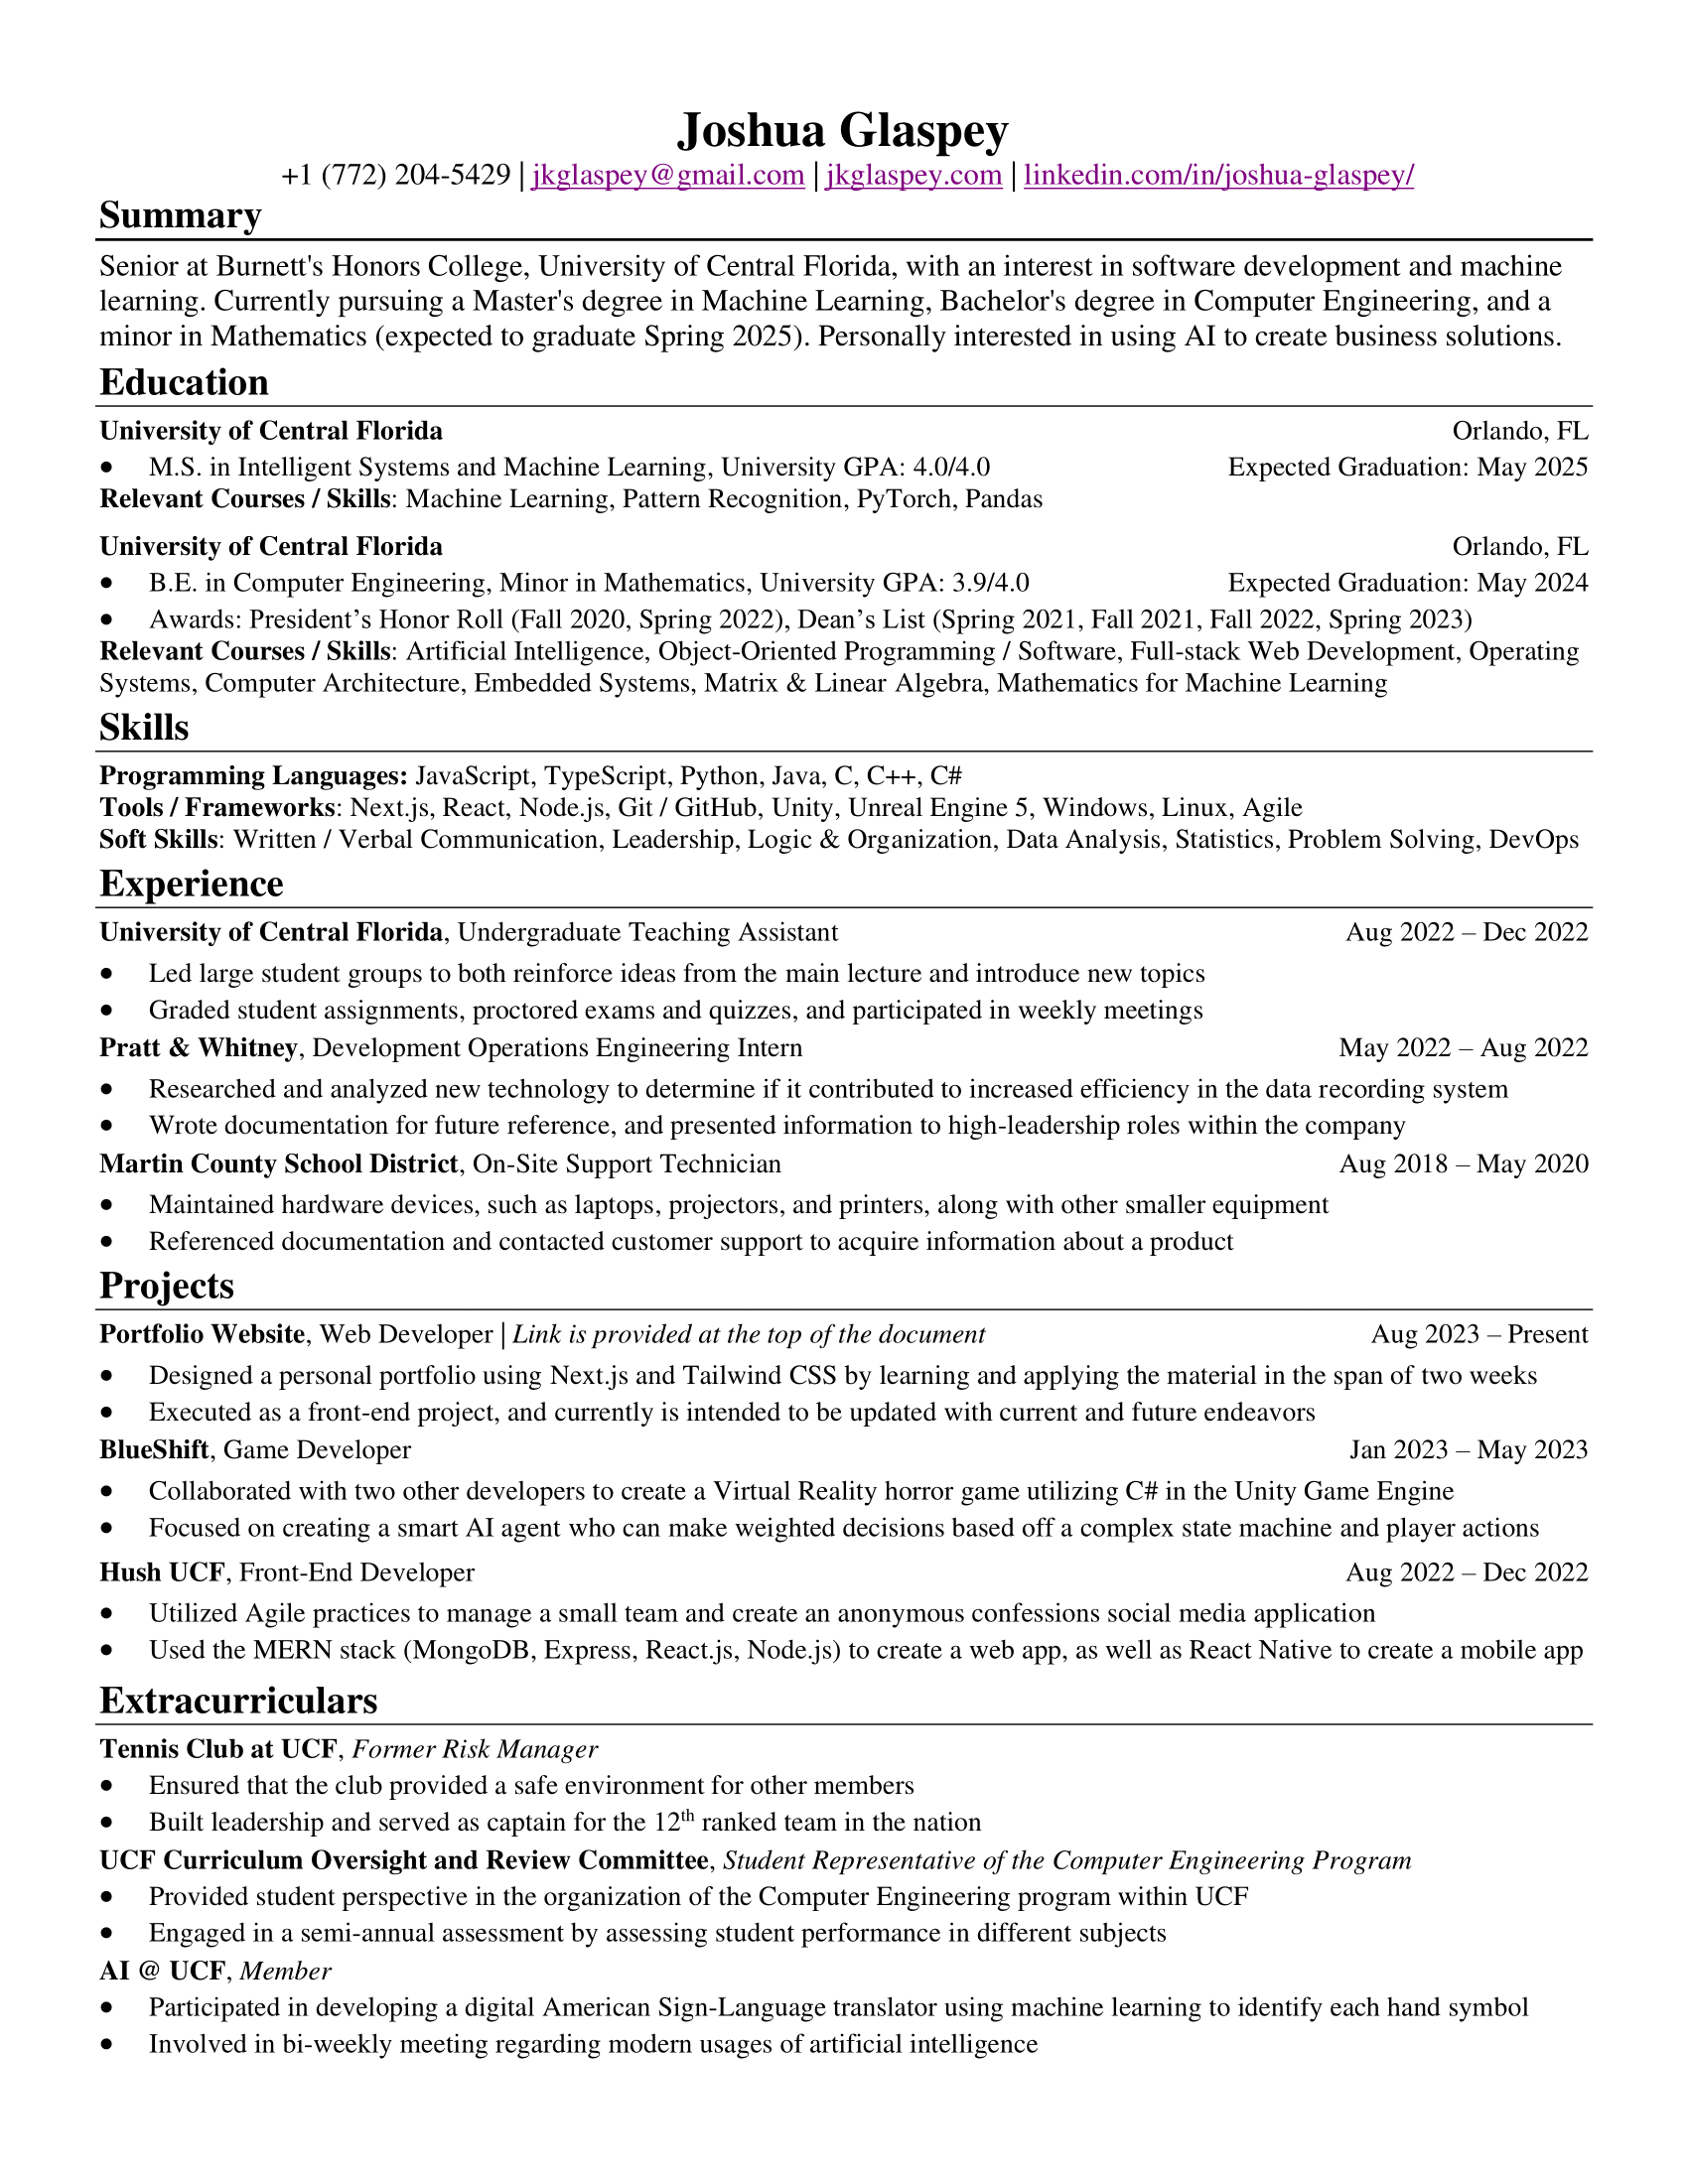 Joshua Glaspey
+1 (772) 204-5429 | jkglaspey@gmail.com | jkglaspey.com | linkedin.com/in/joshua-glaspey/
Summary
Senior at Burnett's Honors College, University of Central Florida, with an interest in software development and machine
learning. Currently pursuing a Master's degree in Machine Learning, Bachelor's degree in Computer Engineering, and a
minor in Mathematics (expected to graduate Spring 2025). Personally interested in using AI to create business solutions.
Education
University of Central Florida Orlando, FL
• M.S. in Intelligent Systems and Machine Learning, University GPA: 4.0/4.0 Expected Graduation: May 2025
Relevant Courses / Skills: Machine Learning, Pattern Recognition, PyTorch, Pandas
University of Central Florida Orlando, FL
• B.E. in Computer Engineering, Minor in Mathematics, University GPA: 3.9/4.0 Expected Graduation: May 2024
• Awards: President’s Honor Roll (Fall 2020, Spring 2022), Dean’s List (Spring 2021, Fall 2021, Fall 2022, Spring 2023)
Relevant Courses / Skills: Artificial Intelligence, Object-Oriented Programming / Software, Full-stack Web Development, Operating
Systems, Computer Architecture, Embedded Systems, Matrix & Linear Algebra, Mathematics for Machine Learning
Skills
Programming Languages: JavaScript, TypeScript, Python, Java, C, C++, C#
Tools / Frameworks: Next.js, React, Node.js, Git / GitHub, Unity, Unreal Engine 5, Windows, Linux, Agile
Soft Skills: Written / Verbal Communication, Leadership, Logic & Organization, Data Analysis, Statistics, Problem Solving, DevOps
Experience
University of Central Florida, Undergraduate Teaching Assistant Aug 2022 – Dec 2022
• Led large student groups to both reinforce ideas from the main lecture and introduce new topics
• Graded student assignments, proctored exams and quizzes, and participated in weekly meetings
Pratt & Whitney, Development Operations Engineering Intern May 2022 – Aug 2022
• Researched and analyzed new technology to determine if it contributed to increased efficiency in the data recording system
• Wrote documentation for future reference, and presented information to high-leadership roles within the company
Martin County School District, On-Site Support Technician Aug 2018 – May 2020
• Maintained hardware devices, such as laptops, projectors, and printers, along with other smaller equipment
• Referenced documentation and contacted customer support to acquire information about a product
Projects
Portfolio Website, Web Developer | Link is provided at the top of the document Aug 2023 – Present
• Designed a personal portfolio using Next.js and Tailwind CSS by learning and applying the material in the span of two weeks
• Executed as a front-end project, and currently is intended to be updated with current and future endeavors
BlueShift, Game Developer Jan 2023 – May 2023
• Collaborated with two other developers to create a Virtual Reality horror game utilizing C# in the Unity Game Engine
• Focused on creating a smart AI agent who can make weighted decisions based off a complex state machine and player actions
Hush UCF, Front-End Developer Aug 2022 – Dec 2022
• Utilized Agile practices to manage a small team and create an anonymous confessions social media application
• Used the MERN stack (MongoDB, Express, React.js, Node.js) to create a web app, as well as React Native to create a mobile app
Extracurriculars
Tennis Club at UCF, Former Risk Manager
• Ensured that the club provided a safe environment for other members
• Built leadership and served as captain for the 12th ranked team in the nation
UCF Curriculum Oversight and Review Committee, Student Representative of the Computer Engineering Program
• Provided student perspective in the organization of the Computer Engineering program within UCF
• Engaged in a semi-annual assessment by assessing student performance in different subjects
AI @ UCF, Member
• Participated in developing a digital American Sign-Language translator using machine learning to identify each hand symbol
• Involved in bi-weekly meeting regarding modern usages of artificial intelligence